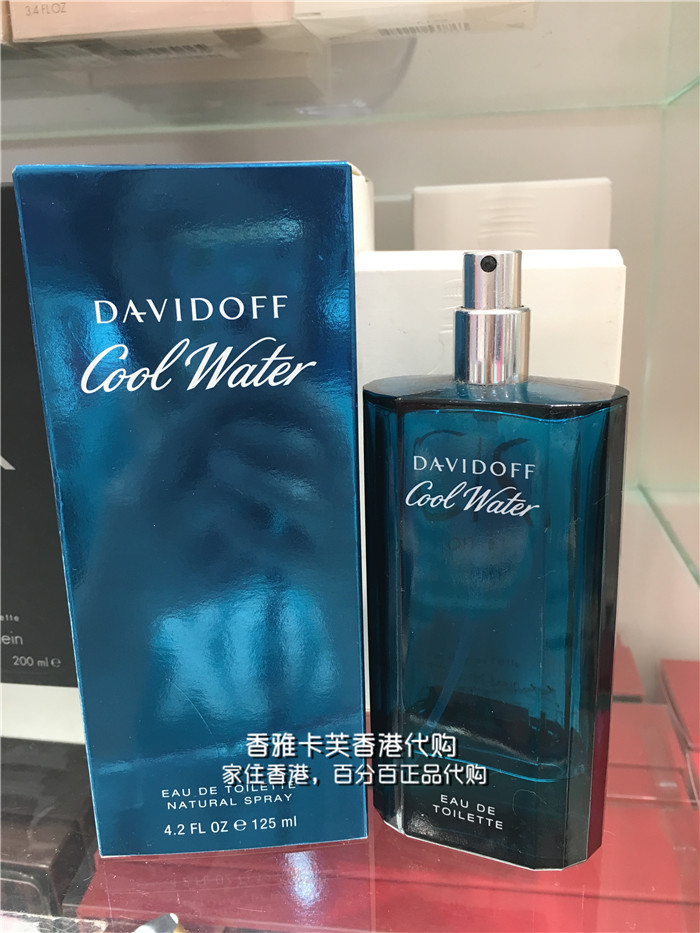 3.4 FL OZ
DAVIDOFF
Cool Water
DAVIDOFF
Cool Water
200 ml e
香雅卡芙香港代购
家住香港，百分百正品代购
EAU DE TOILETTE
NATURAL SPRAY
4.2 FL OZ e 125 ml
EAU DE
TOILETTE